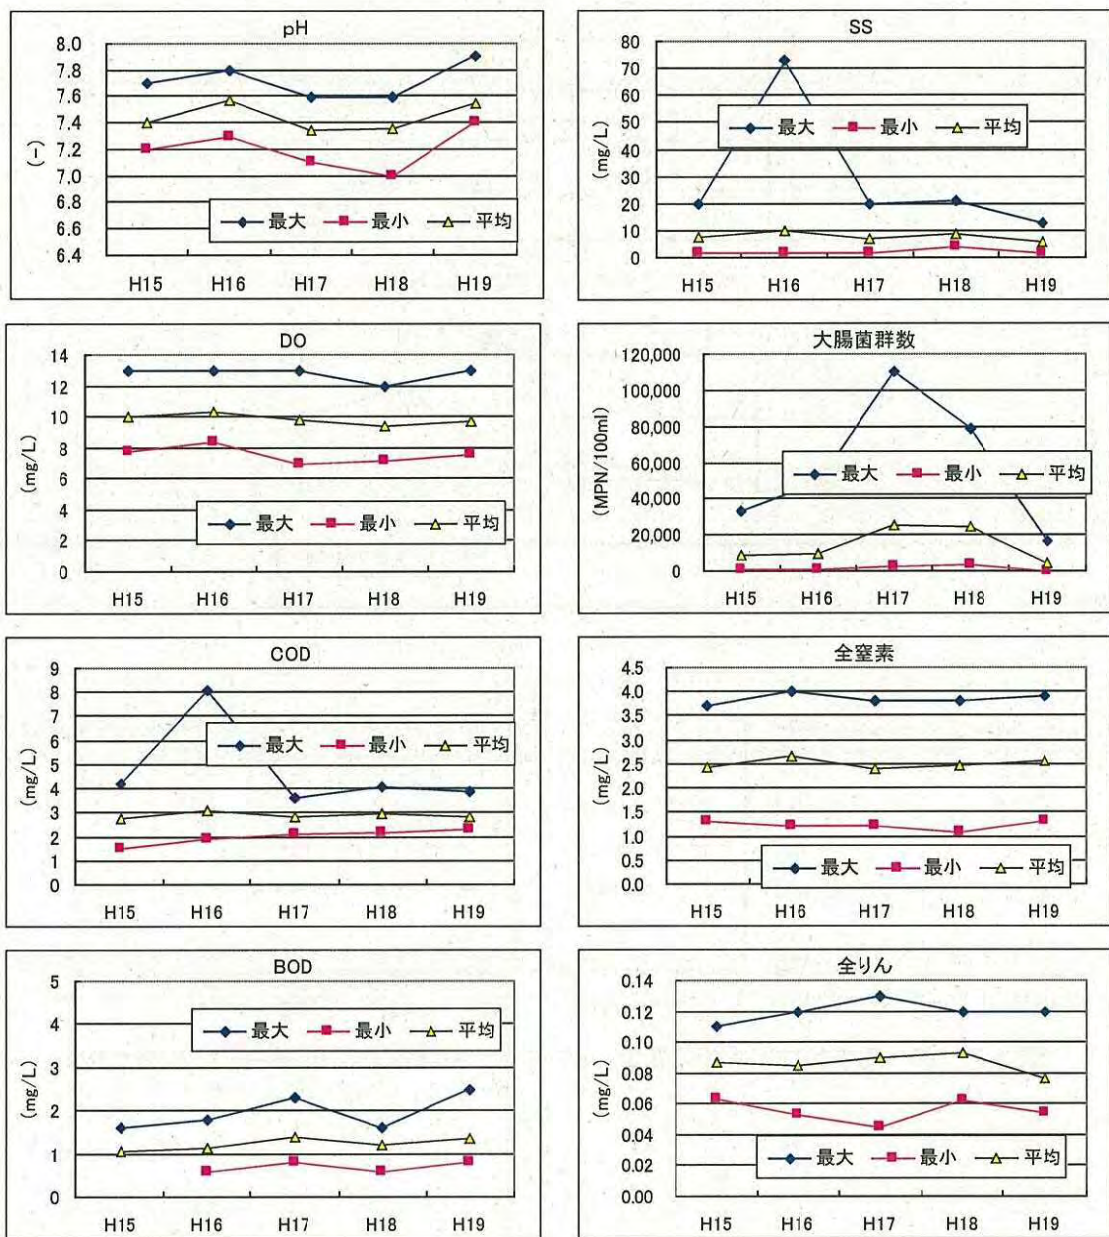 pH
(-)
8.0
7.8
7.6
7.4
7.2
7.0
6.8
6.6
6.4
最大 最小 平均
H15 H16 H17 H18 H19
SS
(mg/L)
80
70
60
50
40
30
20
10
0
最大 最小 平均
H15 H16 H17 H18 H19
DO
(mg/L)
14
12
10
8
6
4
2
0
最大 最小 平均
H15 H16 H17 H18 H19
大腸菌群数
(MPN/100ml)
120,000
100,000
80,000
60,000
40,000
20,000
0
最大 最小 平均
H15 H16 H17 H18 H19
COD
(mg/L)
9
8
7
6
5
4
3
2
1
0
最大 最小 平均
H15 H16 H17 H18 H19
全窒素
(mg/L)
4.5
4.0
3.5
3.0
2.5
2.0
1.5
1.0
0.5
0.0
最大 最小 平均
H15 H16 H17 H18 H19
BOD
(mg/L)
5
4
3
2
1
0
最大 最小 平均
H15 H16 H17 H18 H19
全りん
(mg/L)
0.14
0.12
0.10
0.08
0.06
0.04
0.02
0.00
最大 最小 平均
H15 H16 H17 H18 H19